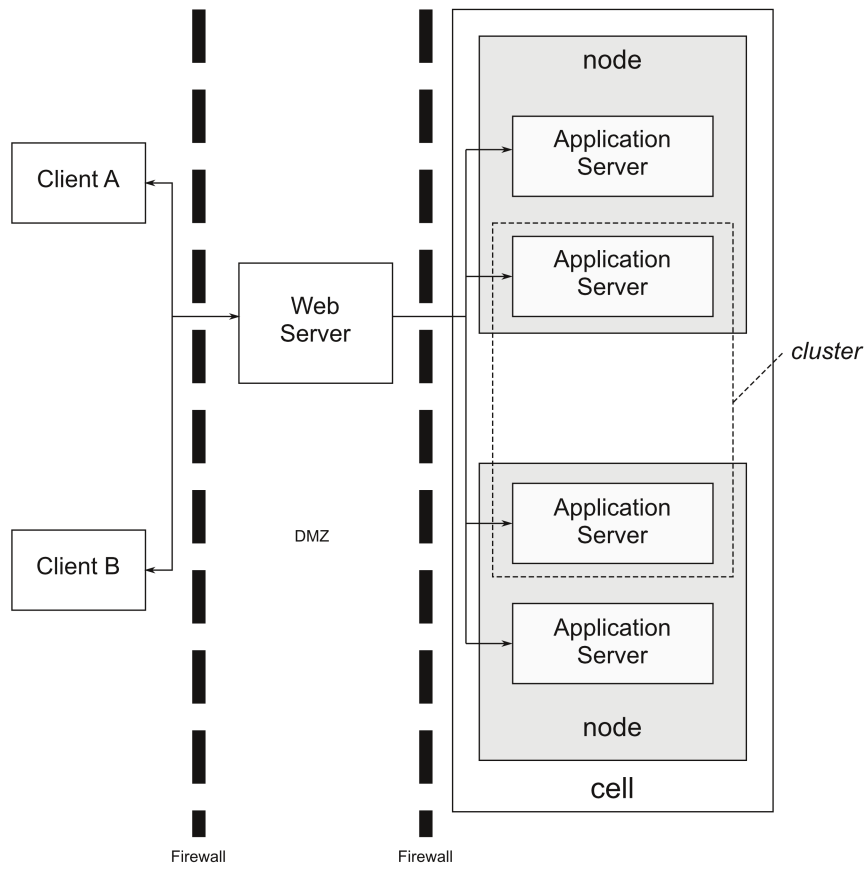 node
Application
Server
Client A
Application
Server
Web
Server
cluster
Application
Server
DMZ
Client B
Application
Server
node
cell
Firewall
Firewall